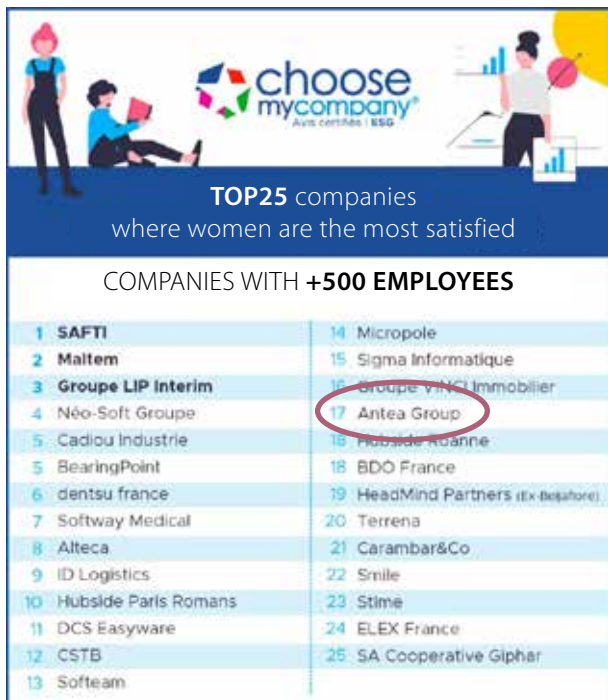 choose
mycompany®
Avis certifiés | ESG
TOP25 companies
where women are the most satisfied
COMPANIES WITH +500 EMPLOYEES
1 SAFTI
2 Maltem
3 Groupe LIP Interim
4 Néo-Soft Groupe
5 Cadiou Industrie
5 BearingPoint
6 dentsu france
7 Softway Medical
8 Alteca
9 ID Logistics
10 Hubside Paris Romans
11 DCS Easyware
12 CSTB
13 Softeam
14 Micropole
15 Sigma Informatique
16 Groupe VINCI Immobilier
17 Antea Group
18 Hubside Roanne
18 BDO France
19 HeadMind Partners (Ex-Beijaflore)
20 Terrena
21 Carambar&Co
22 Smile
23 Stime
24 ELEX France
25 SA Cooperative Giphar